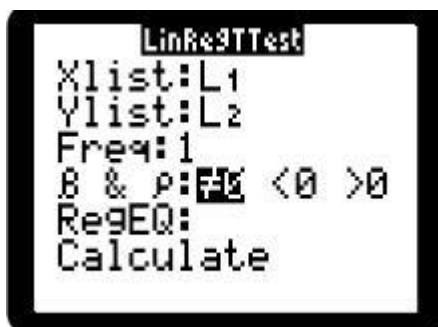 LinRegTTest
Xlist:L₁
Ylist:L₂
Freq:1
β & ρ:≠0 <0 >0
RegEQ:
Calculate